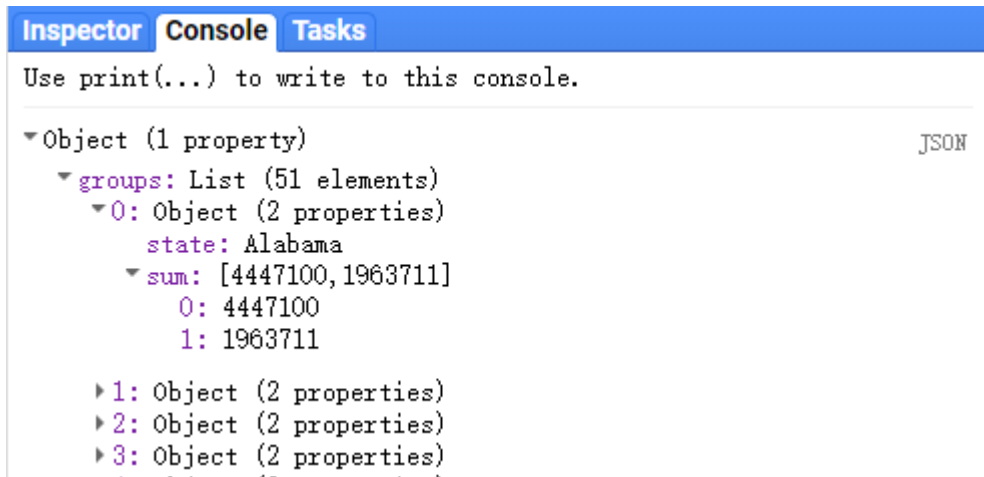 Inspector Console Tasks
Use print(...) to write to this console.
Object (1 property) JSON
groups: List (51 elements)
0: Object (2 properties)
state: Alabama
sum: [4447100,1963711]
0: 4447100
1: 1963711
1: Object (2 properties)
2: Object (2 properties)
3: Object (2 properties)